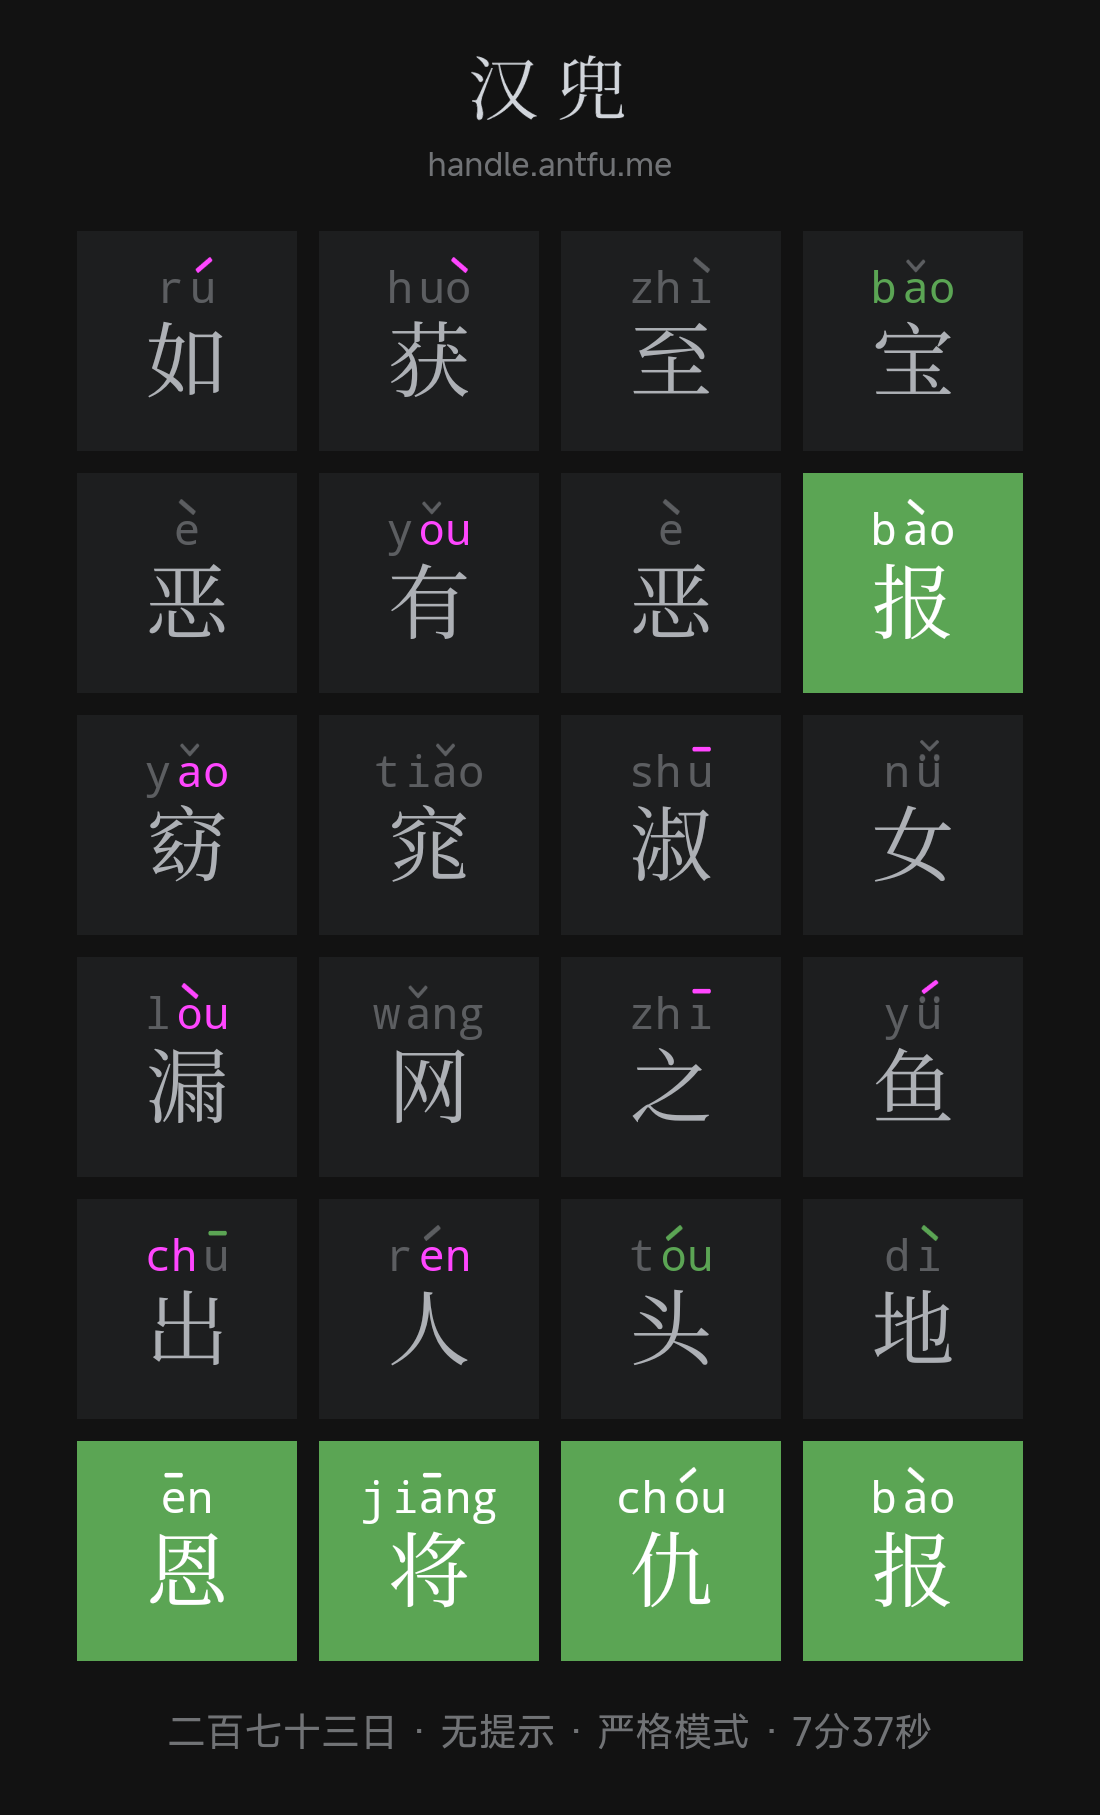 汉兜
handle.antfu.me
rú huò zhì bǎo
如 获 至 宝
è yǒu è bào
恶 有 恶 报
yǎo tiǎo shū nǚ
窈 窕 淑 女
lòu wǎng zhī yǘ
漏 网 之 鱼
chū rén tóu dì
出 人 头 地
ēn jiāng chóu bào
恩 将 仇 报
二百七十三日 · 无提示 · 严格模式 · 7分37秒